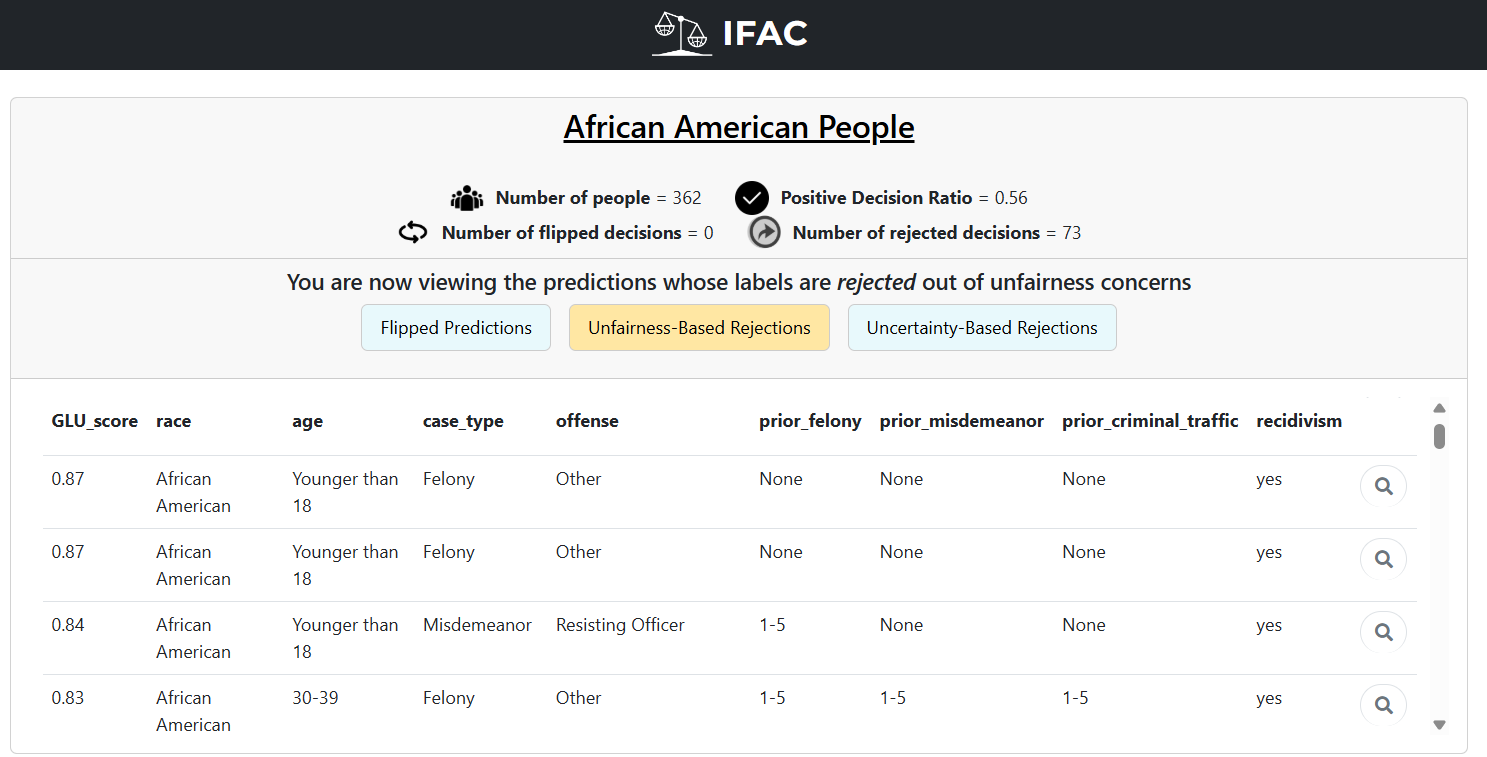 IFAC
African American People
Number of people = 362 Positive Decision Ratio = 0.56
Number of flipped decisions = 0 Number of rejected decisions = 73
You are now viewing the predictions whose labels are rejected out of unfairness concerns
Flipped Predictions Unfairness-Based Rejections Uncertainty-Based Rejections
GLU_score race age case_type offense prior_felony prior_misdemeanor prior_criminal_traffic recidivism
0.87 African Younger than Felony Other None None None yes
American 18
0.87 African Younger than Felony Other None None None yes
American 18
0.84 African Younger than Misdemeanor Resisting Officer 1-5 None None yes
American 18
0.83 African 30-39 Felony Other 1-5 1-5 1-5 yes
American